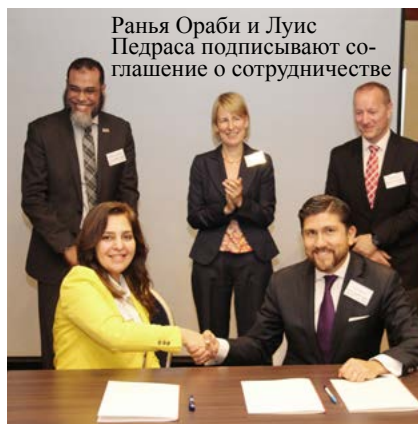 Ранья Ораби и Луис
Педраса подписывают со-
глашение о сотрудничестве